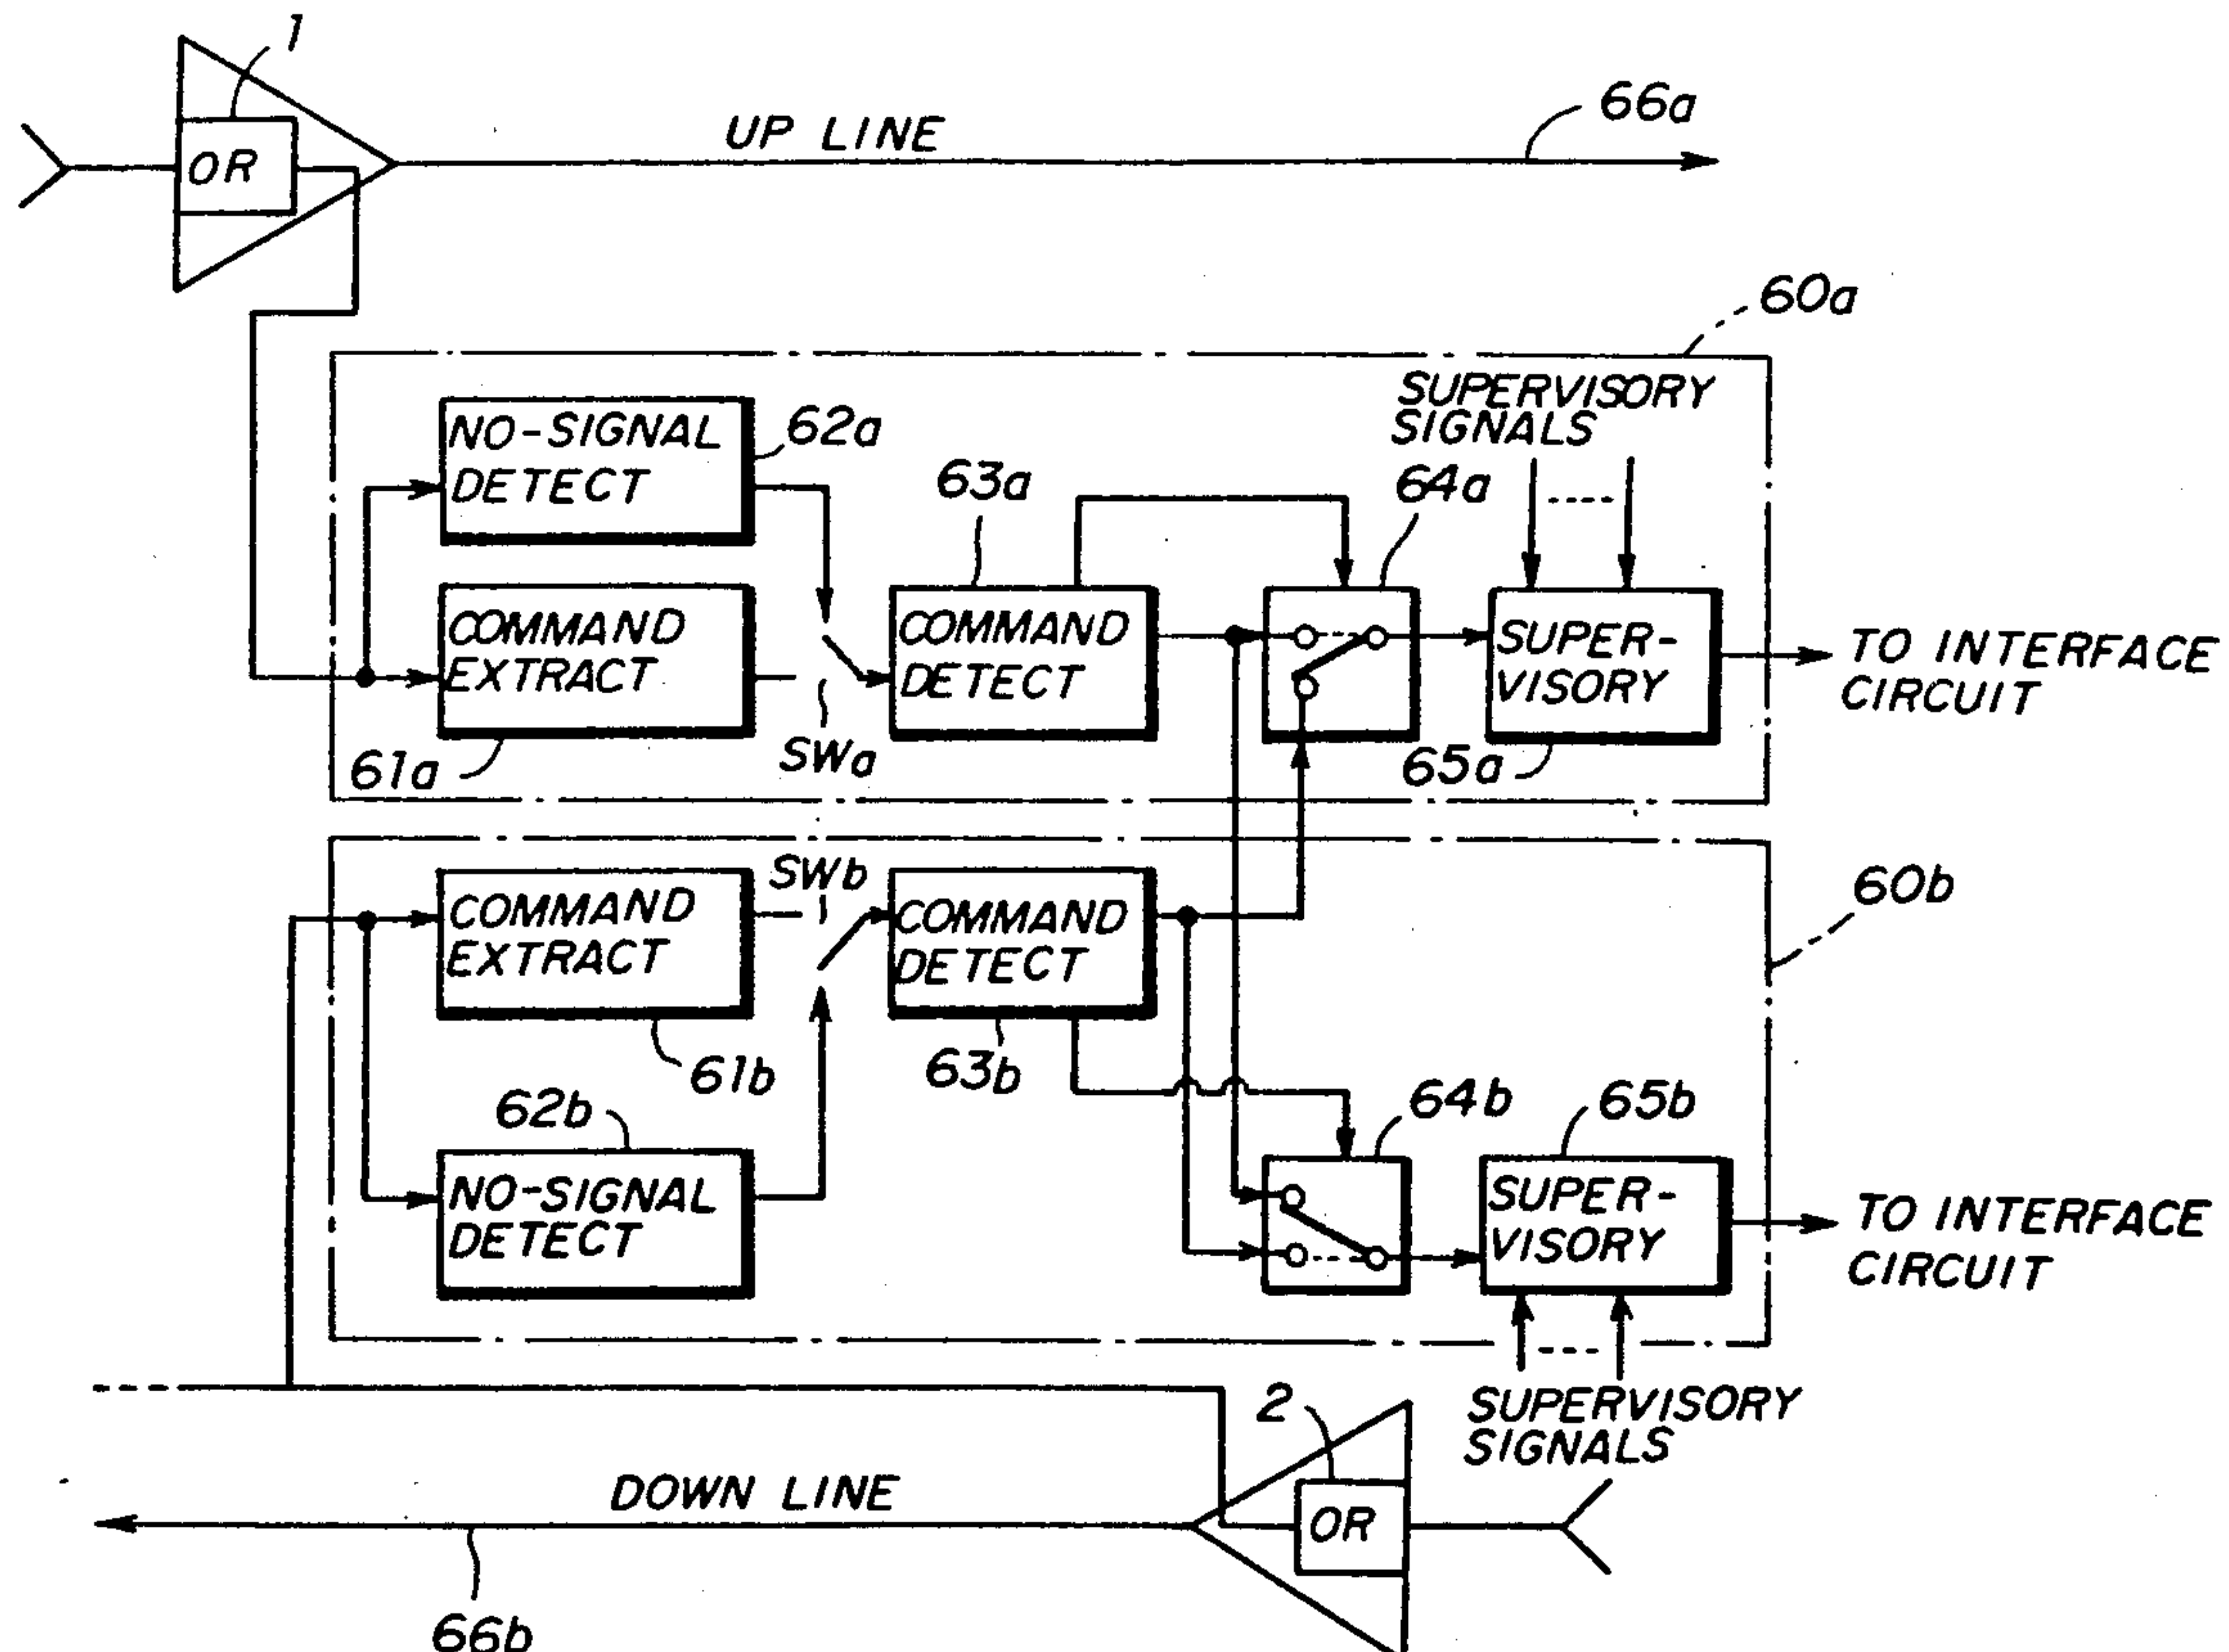 1
OR
UP LINE
66a
60a
SUPERVISORY
SIGNALS
NO-SIGNAL
DETECT
62a
63a
64a
COMMAND
EXTRACT
COMMAND
DETECT
SUPER-
VISORY
TO INTERFACE
CIRCUIT
61a
SWa
65a
SWb
COMMAND
EXTRACT
COMMAND
DETECT
60b
61b
63b
62b
64b
65b
NO-SIGNAL
DETECT
SUPER-
VISORY
TO INTERFACE
CIRCUIT
2
SUPERVISORY
SIGNALS
DOWN LINE
OR
66b